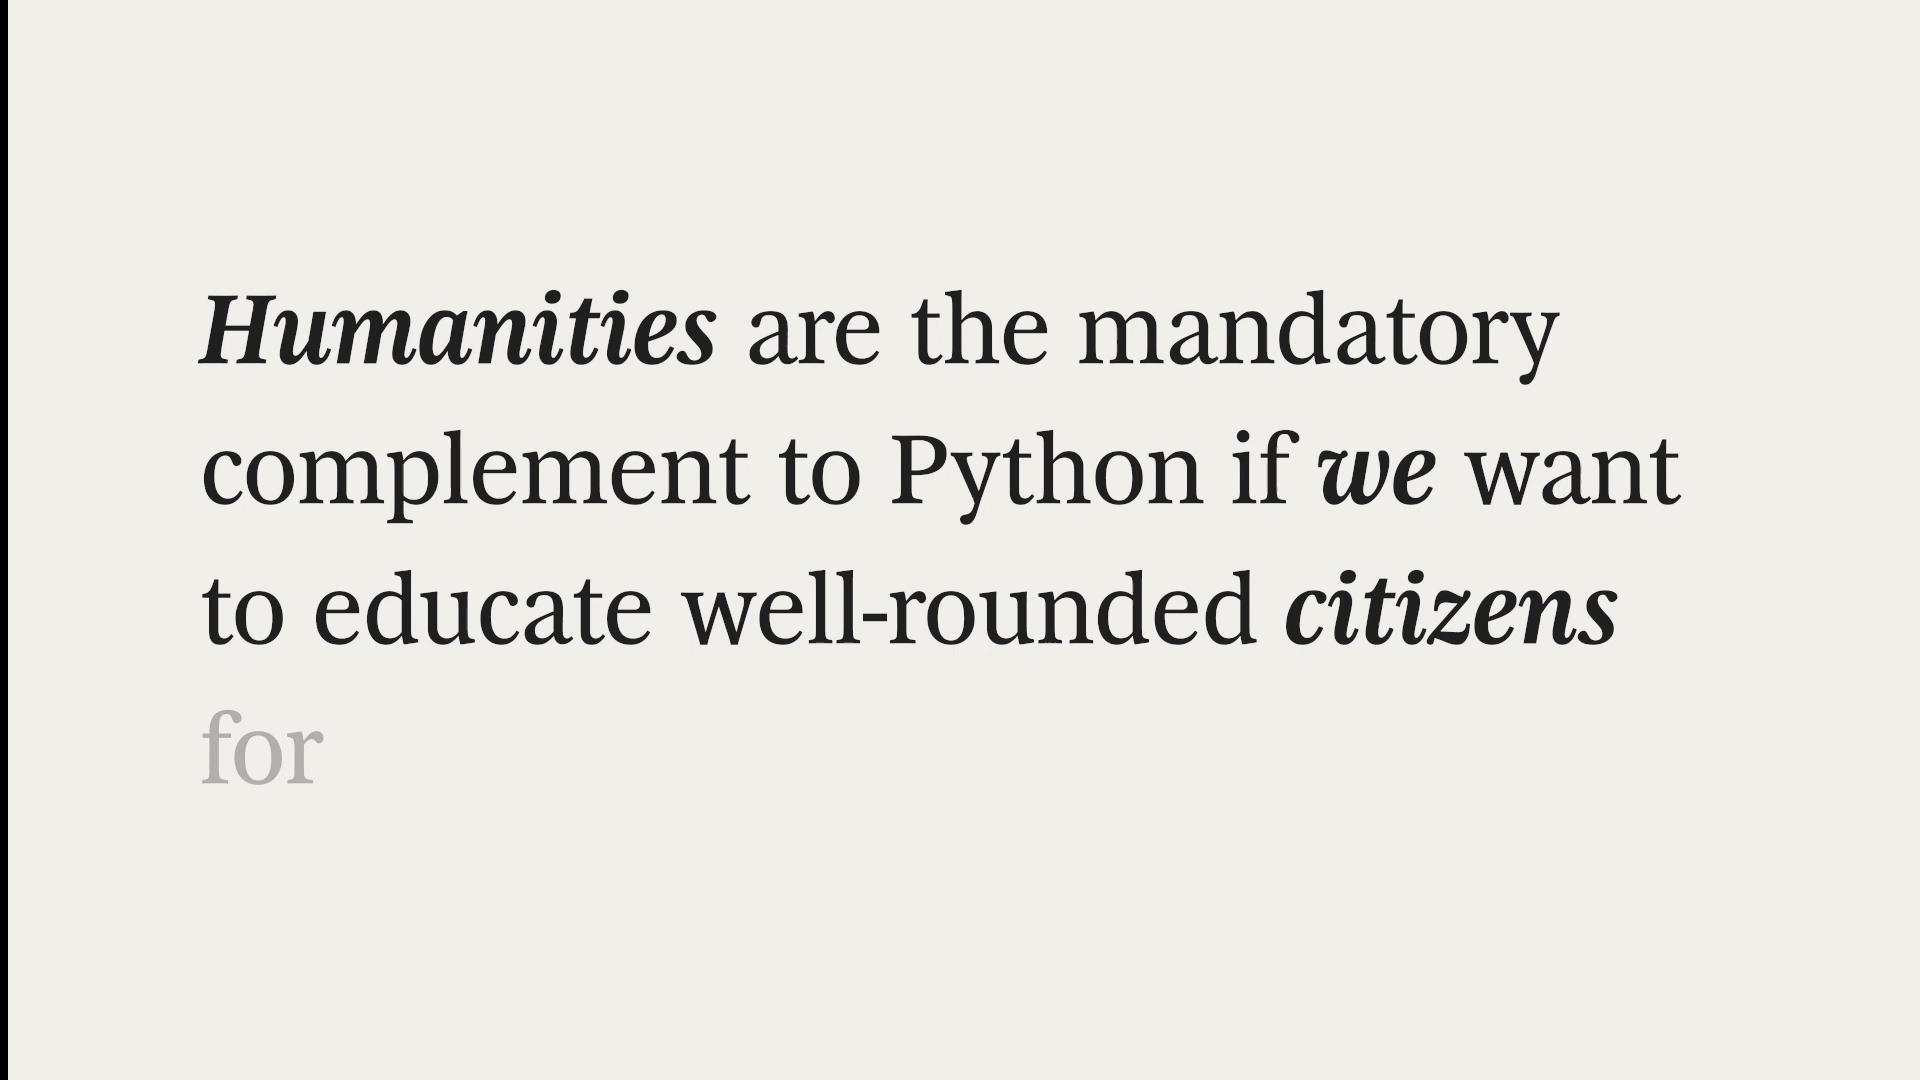 Humanities are the mandatory
complement to Python if we want
to educate well-rounded citizens
for